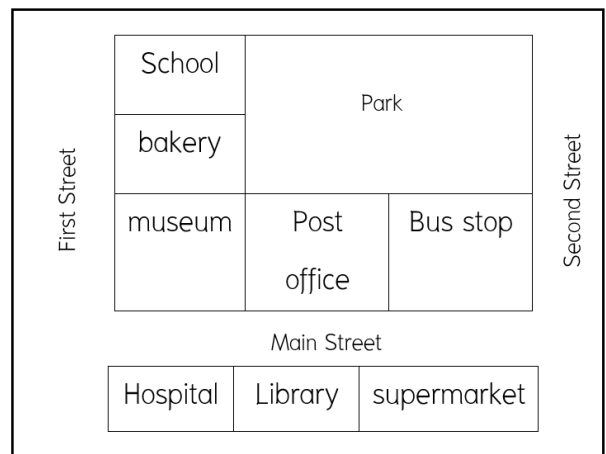 School
Park
bakery
First Street
Second Street
museum
Post
office
Bus stop
Main Street
Hospital
Library
supermarket